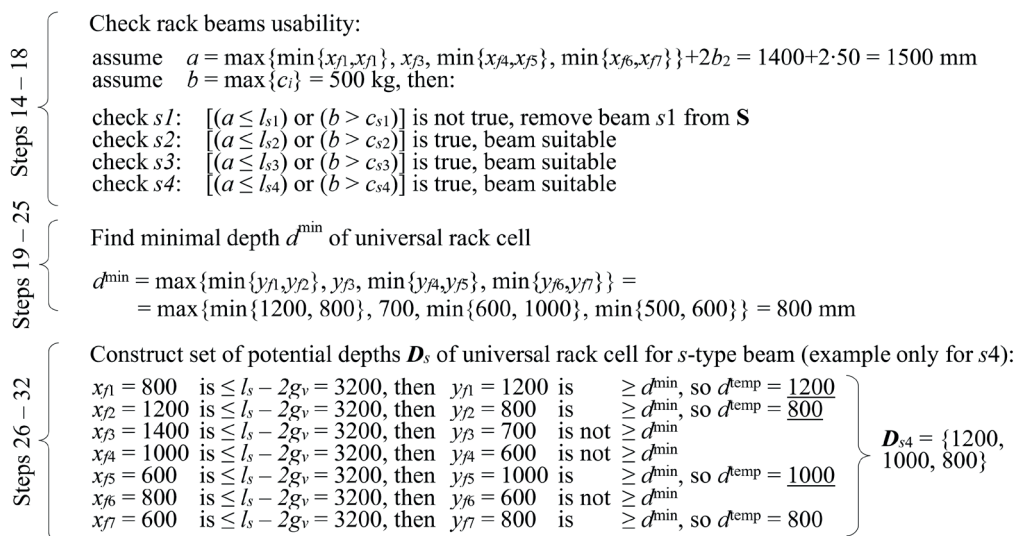 Steps 14 – 18
Check rack beams usability:
assume a = max{min{xf1,xf1}, xf3, min{xf4,xf5}, min{xf6,xf7}}+2b2 = 1400+2·50 = 1500 mm
assume b = max{ci} = 500 kg, then:
check s1: [(a ≤ ls1) or (b > cs1)] is not true, remove beam s1 from S
check s2: [(a ≤ ls2) or (b > cs2)] is true, beam suitable
check s3: [(a ≤ ls3) or (b > cs3)] is true, beam suitable
check s4: [(a ≤ ls4) or (b > cs4)] is true, beam suitable
Steps 19 – 25
Find minimal depth dmin of universal rack cell
dmin = max{min{yf1,yf2}, yf3, min{yf4,yf5}, min{yf6,yf7}} =
= max{min{1200, 800}, 700, min{600, 1000}, min{500, 600}} = 800 mm
Steps 26 – 32
Construct set of potential depths Ds of universal rack cell for s-type beam (example only for s4):
xf1 = 800 is ≤ ls – 2gv = 3200, then yf1 = 1200 is ≥ dmin, so dtemp = 1200
xf2 = 1200 is ≤ ls – 2gv = 3200, then yf2 = 800 is ≥ dmin, so dtemp = 800
xf3 = 1400 is ≤ ls – 2gv = 3200, then yf3 = 700 is not ≥ dmin
xf4 = 1000 is ≤ ls – 2gv = 3200, then yf4 = 600 is not ≥ dmin
xf5 = 600 is ≤ ls – 2gv = 3200, then yf5 = 1000 is ≥ dmin, so dtemp = 1000
xf6 = 800 is ≤ ls – 2gv = 3200, then yf6 = 600 is not ≥ dmin
xf7 = 600 is ≤ ls – 2gv = 3200, then yf7 = 800 is ≥ dmin, so dtemp = 800
Ds4 = {1200,
1000, 800}